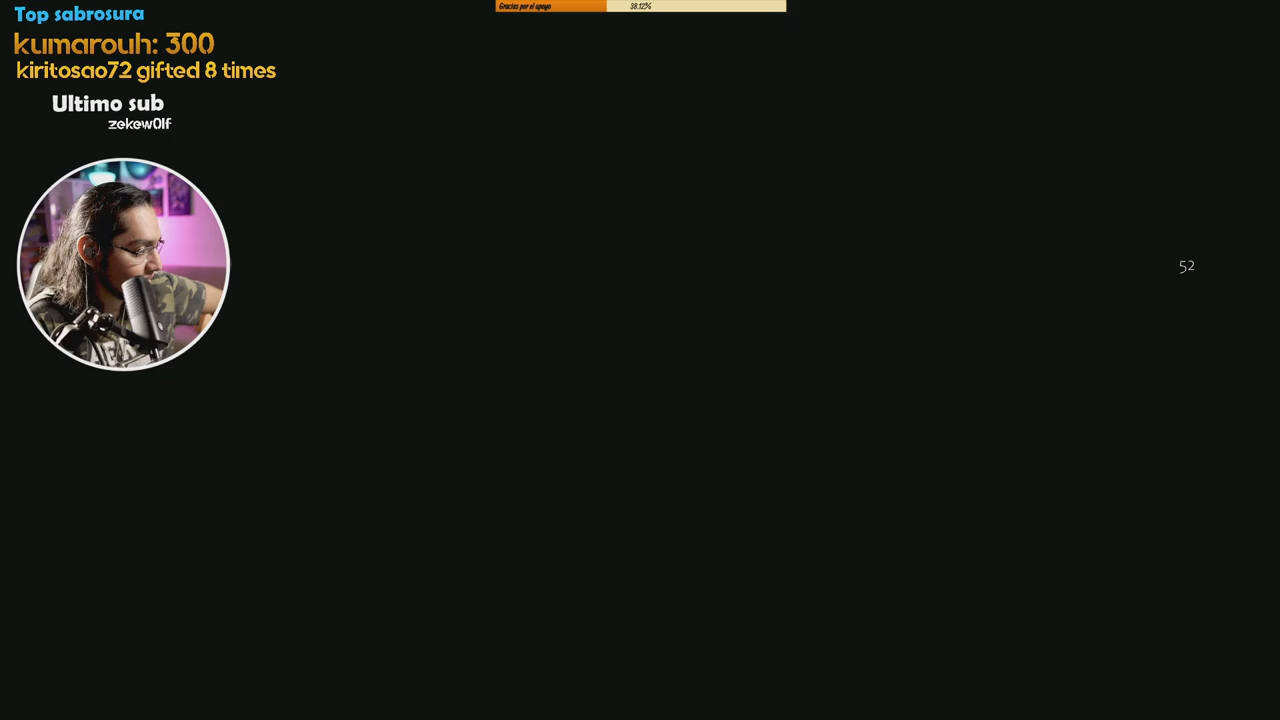 Top sabrosura
kumarouh: 300
kiritosao72 gifted 8 times
Ultimo sub
zekew0lf
Gracias por el apoyo
38.12%
52